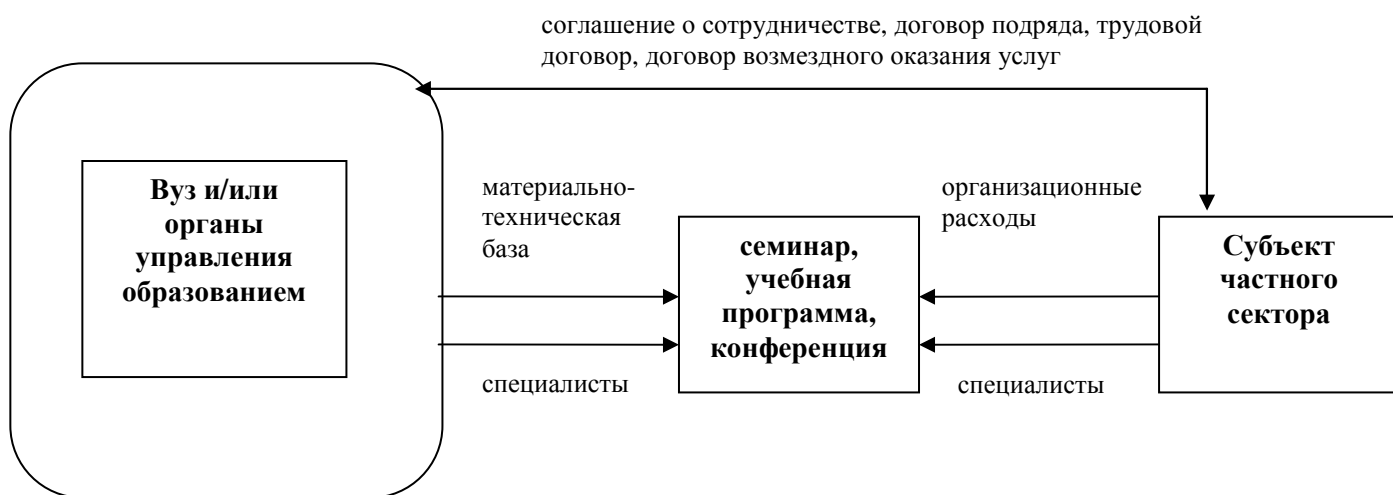 соглашение о сотрудничестве, договор подряда, трудовой
договор, договор возмездного оказания услуг
Вуз и/или
органы
управления
образованием
материально-
техническая
база
специалисты
семинар,
учебная
программа,
конференция
организационные
расходы
специалисты
Субъект
частного
сектора